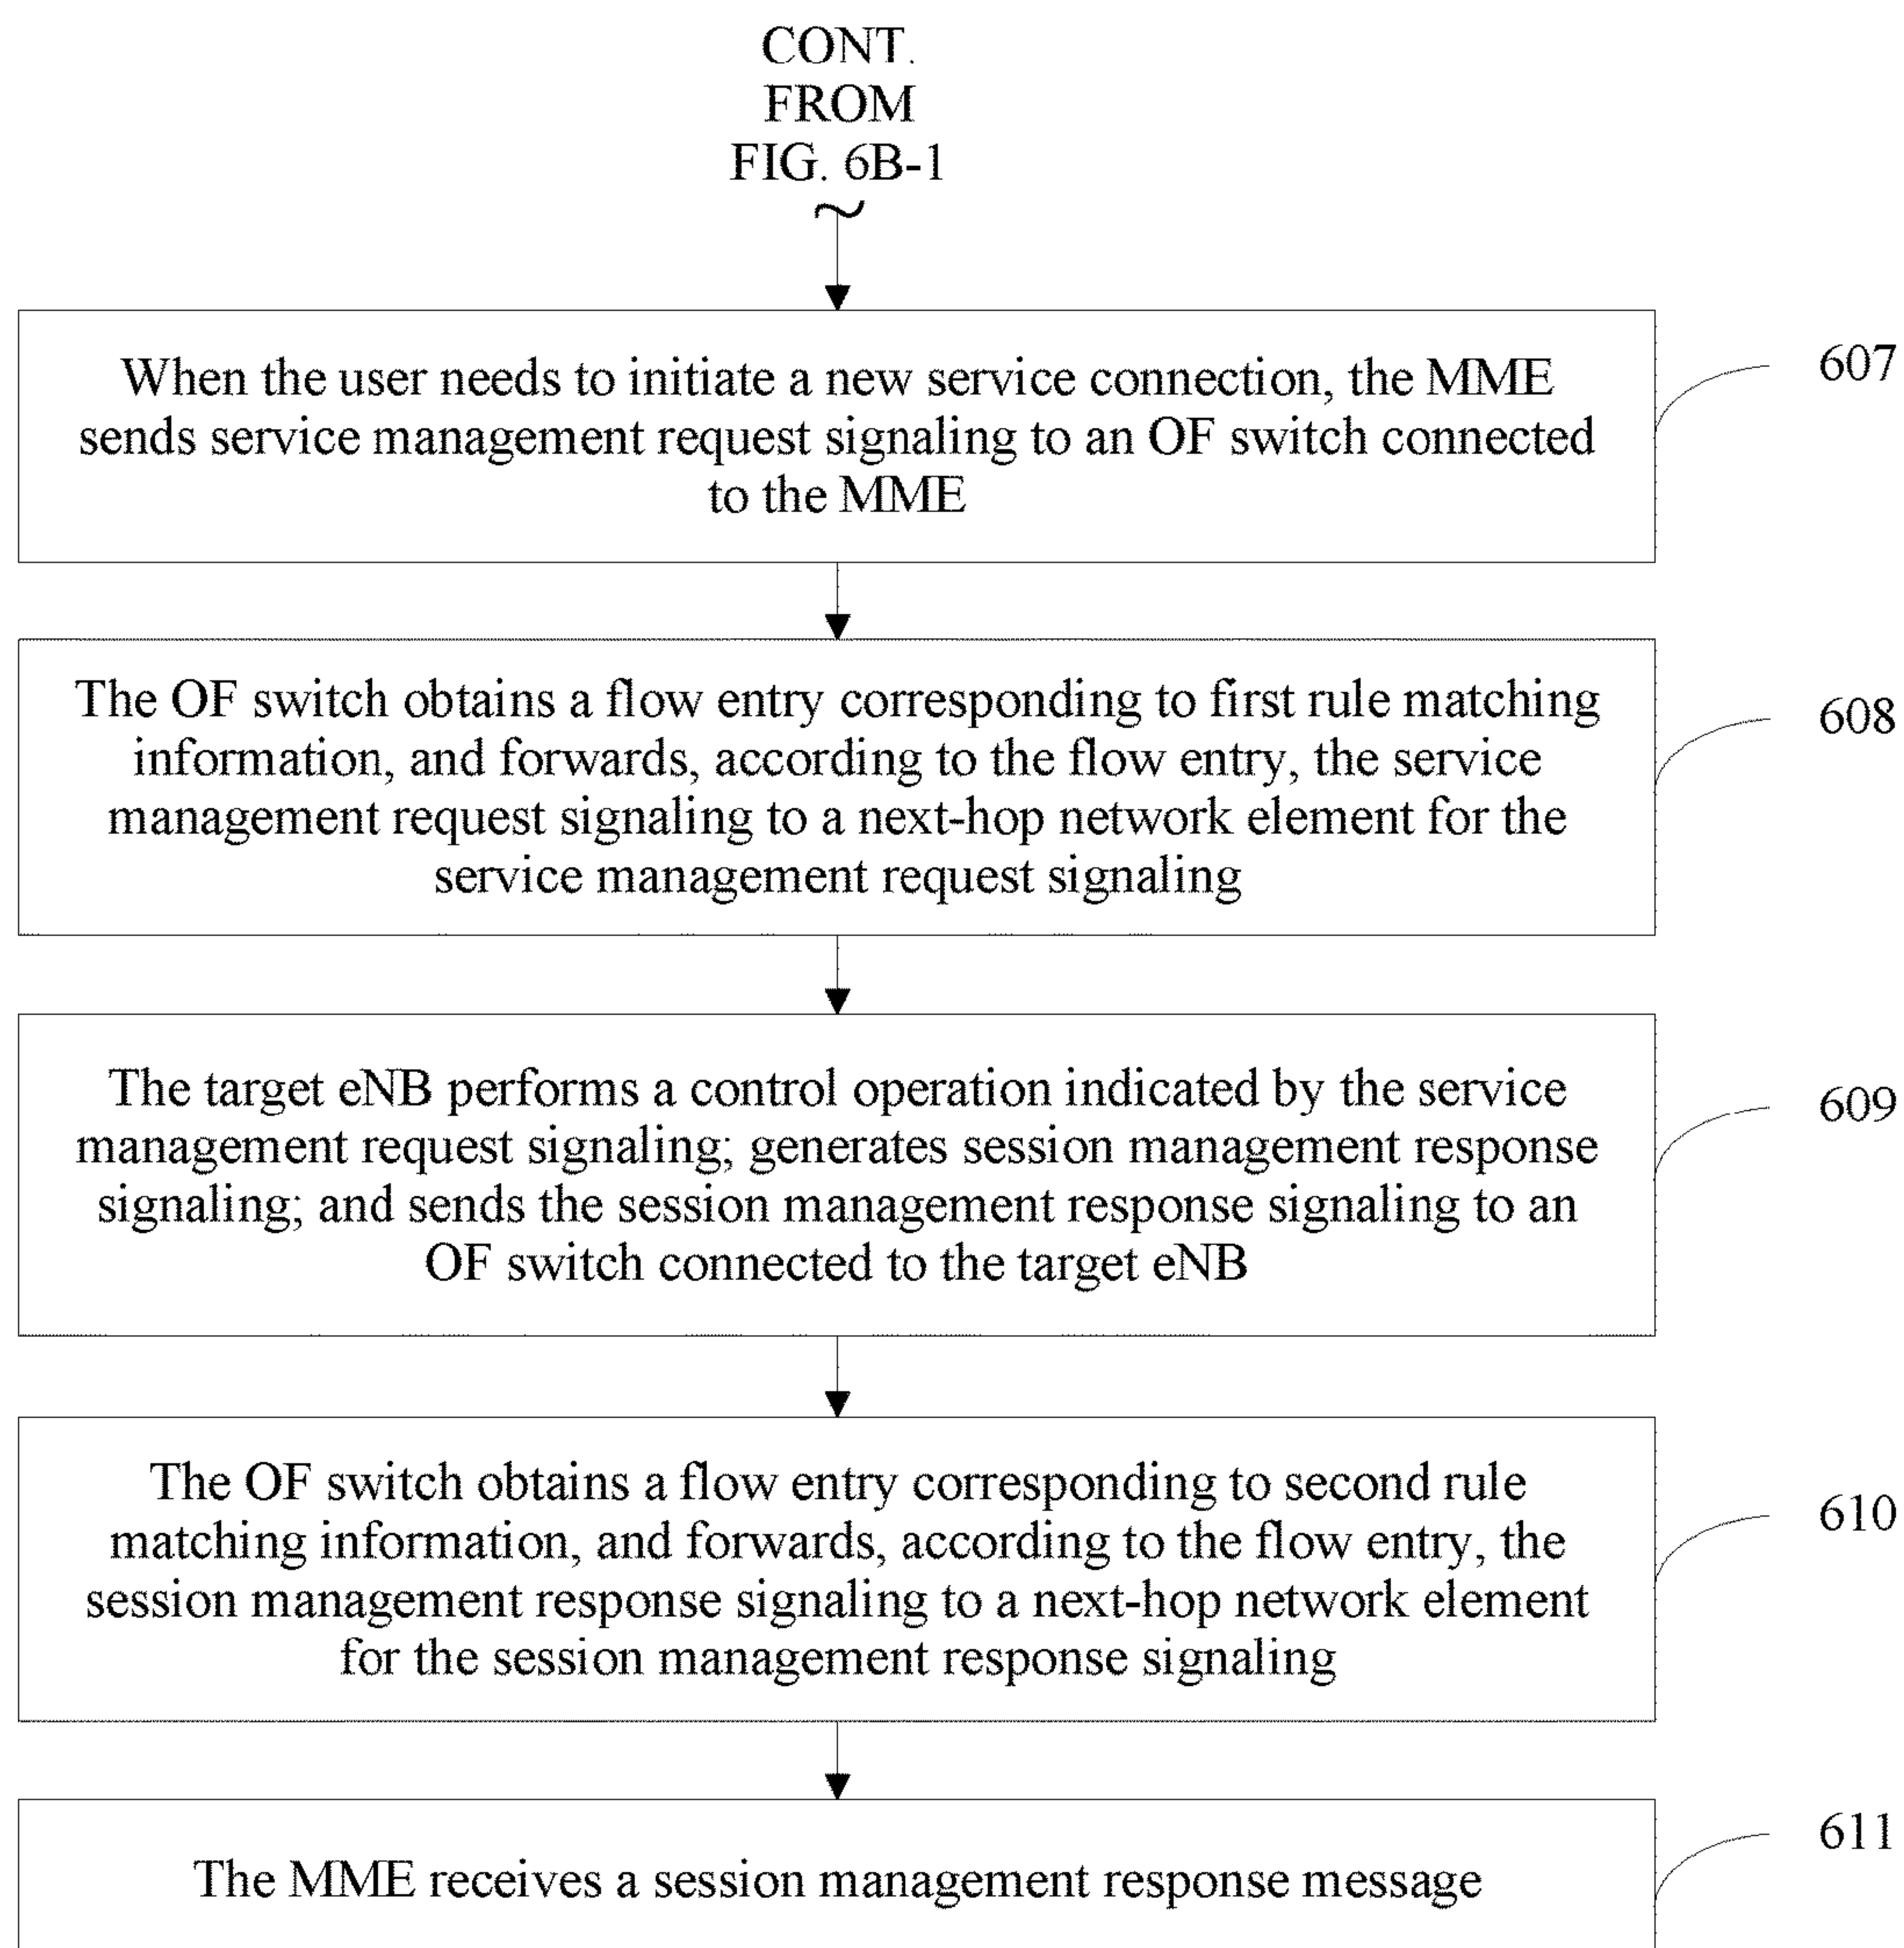 CONT.
FROM
FIG. 6B-1
When the user needs to initiate a new service connection, the MME
sends service management request signaling to an OF switch connected
to the MME
607
The OF switch obtains a flow entry corresponding to first rule matching
information, and forwards, according to the flow entry, the service
management request signaling to a next-hop network element for the
service management request signaling
608
The target eNB performs a control operation indicated by the service
management request signaling; generates session management response
signaling; and sends the session management response signaling to an
OF switch connected to the target eNB
609
The OF switch obtains a flow entry corresponding to second rule
matching information, and forwards, according to the flow entry, the
session management response signaling to a next-hop network element
for the session management response signaling
610
The MME receives a session management response message
611